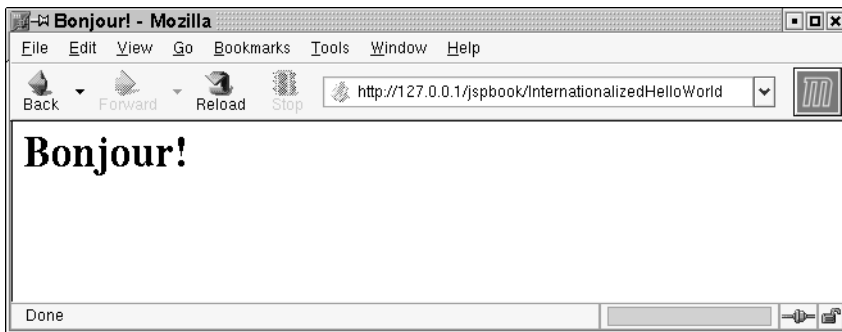 Bonjour! - Mozilla
File Edit View Go Bookmarks Tools Window Help
Back Forward Reload Stop http://127.0.0.1/jspbook/InternationalizedHelloWorld
Bonjour!
Done